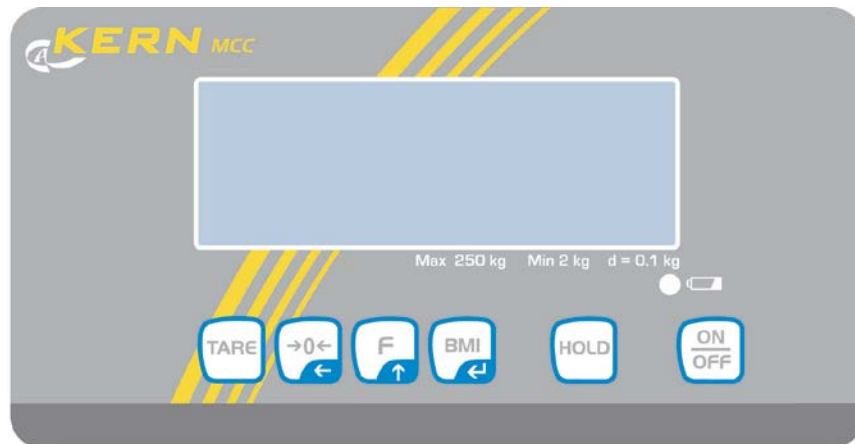 KERN MCC
Max 250 kg Min 2 kg d = 0.1 kg
TARE →0← F BMI HOLD ON
OFF